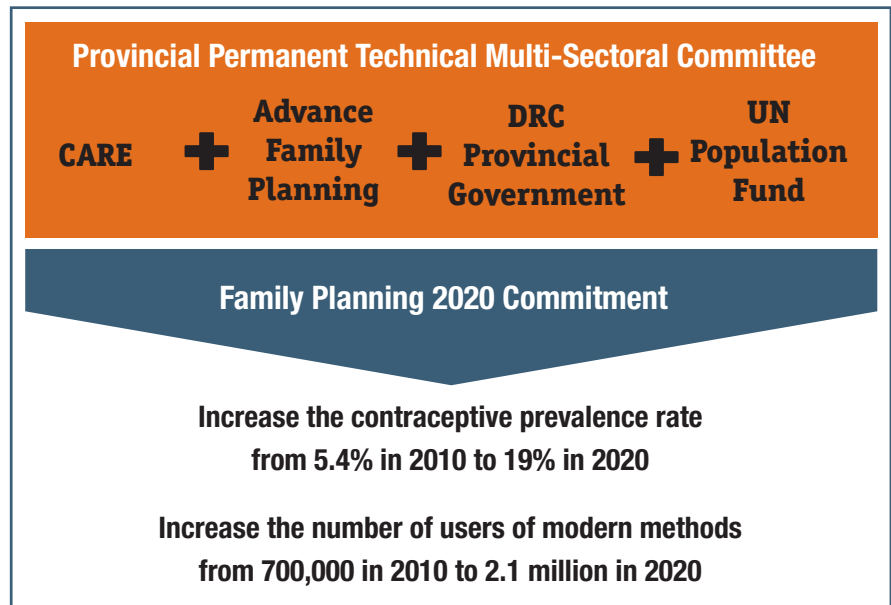 Provincial Permanent Technical Multi-Sectoral Committee
CARE + Advance Family Planning + DRC Provincial Government + UN Population Fund
Family Planning 2020 Commitment
Increase the contraceptive prevalence rate
from 5.4% in 2010 to 19% in 2020
Increase the number of users of modern methods
from 700,000 in 2010 to 2.1 million in 2020